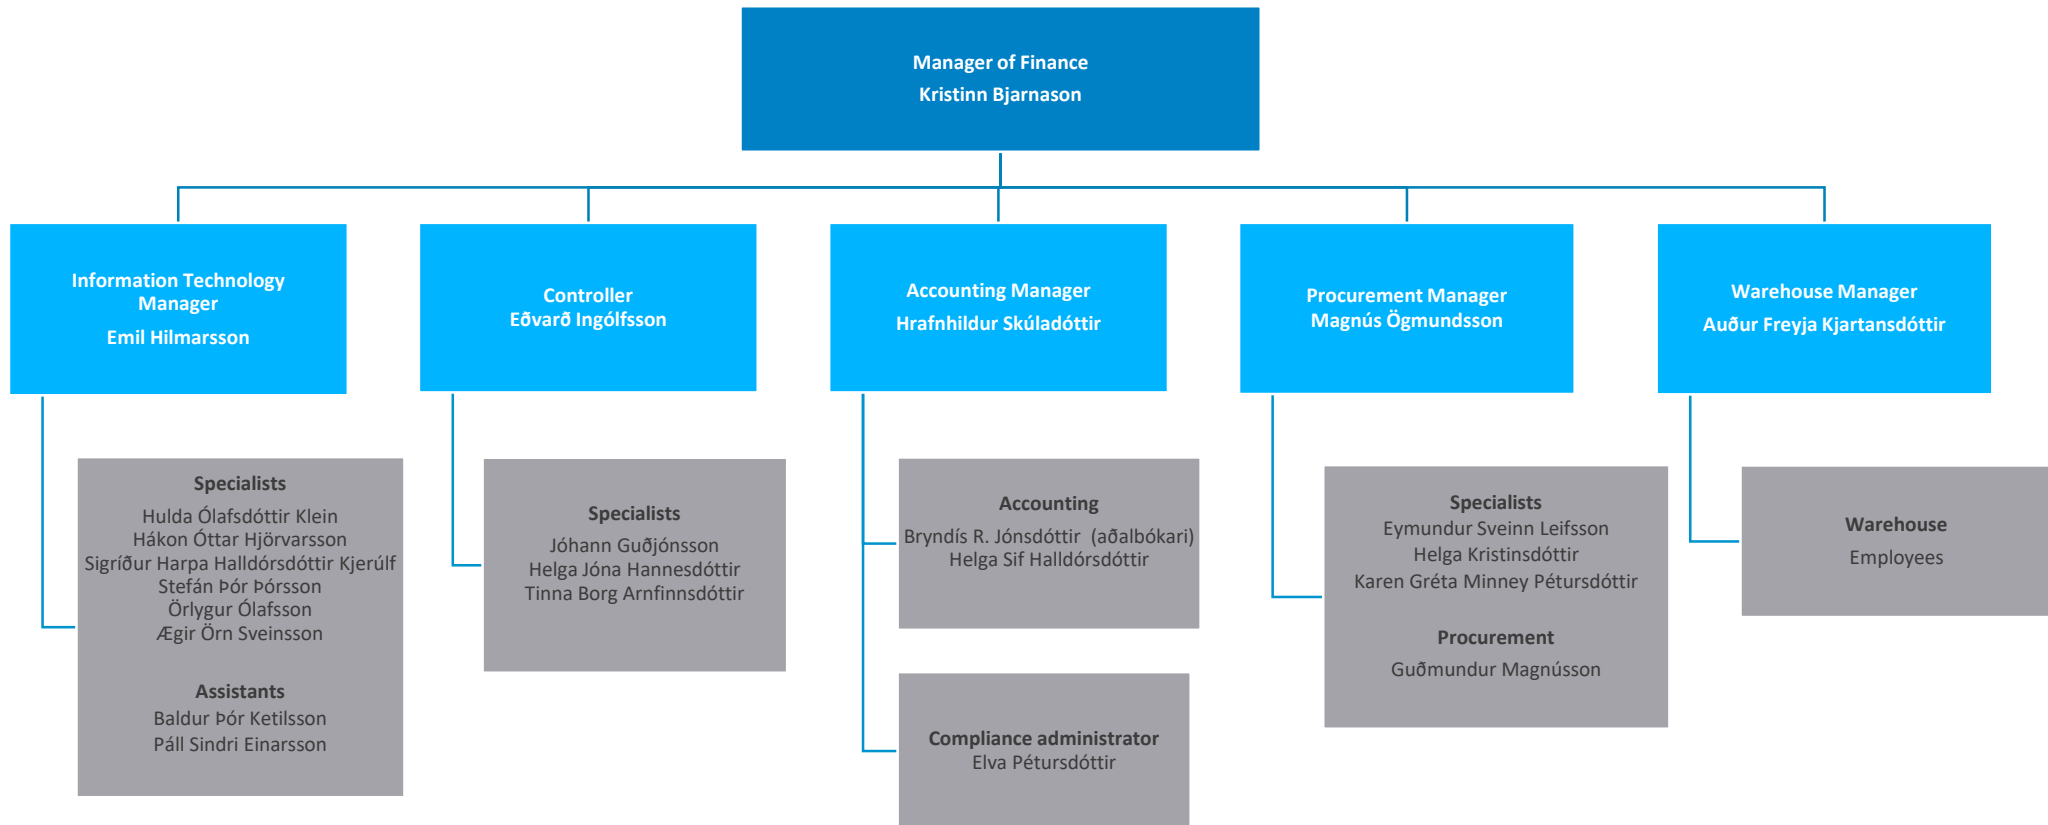 Manager of Finance
Kristinn Bjarnason
Information Technology
Manager
Emil Hilmarsson
Controller
Eðvarð Ingólfsson
Accounting Manager
Hrafnhildur Skúladóttir
Procurement Manager
Magnús Ögmundsson
Warehouse Manager
Auður Freyja Kjartansdóttir
Specialists
Hulda Ólafsdóttir Klein
Hákon Óttar Hjörvarsson
Sigríður Harpa Halldórsdóttir Kjerúlf
Stefán Þór Þórsson
Örlygur Ólafsson
Ægir Örn Sveinsson
Assistants
Baldur Þór Ketilsson
Páll Sindri Einarsson
Specialists
Jóhann Guðjónsson
Helga Jóna Hannesdóttir
Tinna Borg Arnfinnsdóttir
Accounting
Bryndís R. Jónsdóttir (aðalbókari)
Helga Sif Halldórsdóttir
Compliance administrator
Elva Pétursdóttir
Specialists
Eymundur Sveinn Leifsson
Helga Kristinsdóttir
Karen Gréta Minney Pétursdóttir
Procurement
Guðmundur Magnússon
Warehouse
Employees